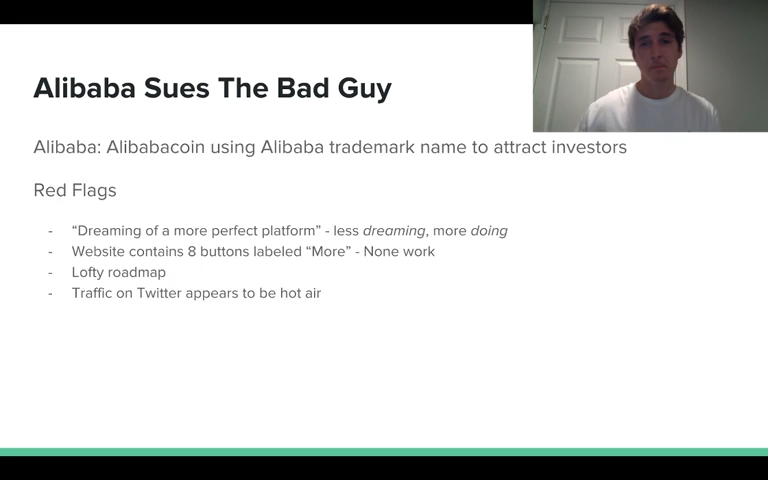 Alibaba Sues The Bad Guy
Alibaba: Alibabacoin using Alibaba trademark name to attract investors
Red Flags
- “Dreaming of a more perfect platform” - less dreaming, more doing
- Website contains 8 buttons labeled “More” - None work
- Lofty roadmap
- Traffic on Twitter appears to be hot air